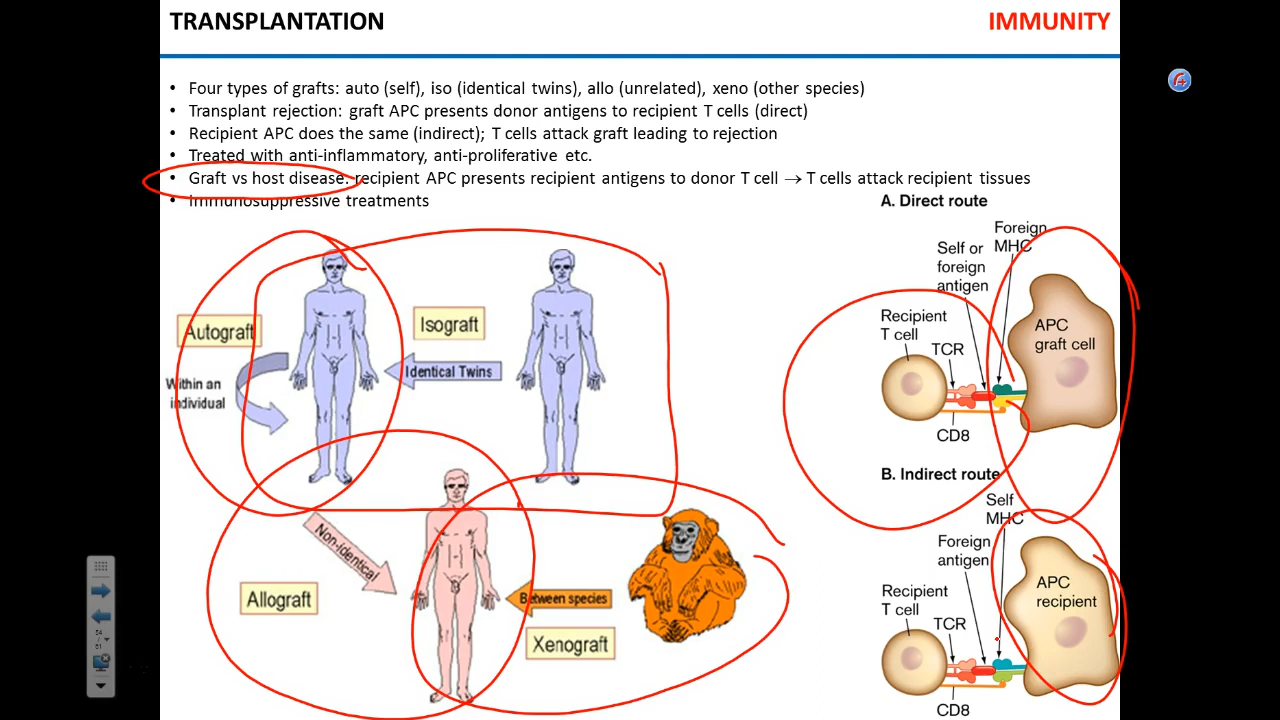 TRANSPLANTATION
IMMUNITY
• Four types of grafts: auto (self), iso (identical twins), allo (unrelated), xeno (other species)
• Transplant rejection: graft APC presents donor antigens to recipient T cells (direct)
• Recipient APC does the same (indirect); T cells attack graft leading to rejection
• Treated with anti-inflammatory, anti-proliferative etc.
• Graft vs host disease: recipient APC presents recipient antigens to donor T cell → T cells attack recipient tissues
• Immunosuppressive treatments
Autograft
Within an
individual
Isograft
Identical Twins
Non-identical
Allograft
Between species
Xenograft
A. Direct route
Foreign
MHC
Self or
foreign
antigen
Recipient
T cell
TCR
APC
graft cell
CD8
B. Indirect route
Self
MHC
Foreign
antigen
Recipient
T cell
TCR
APC
recipient
CD8